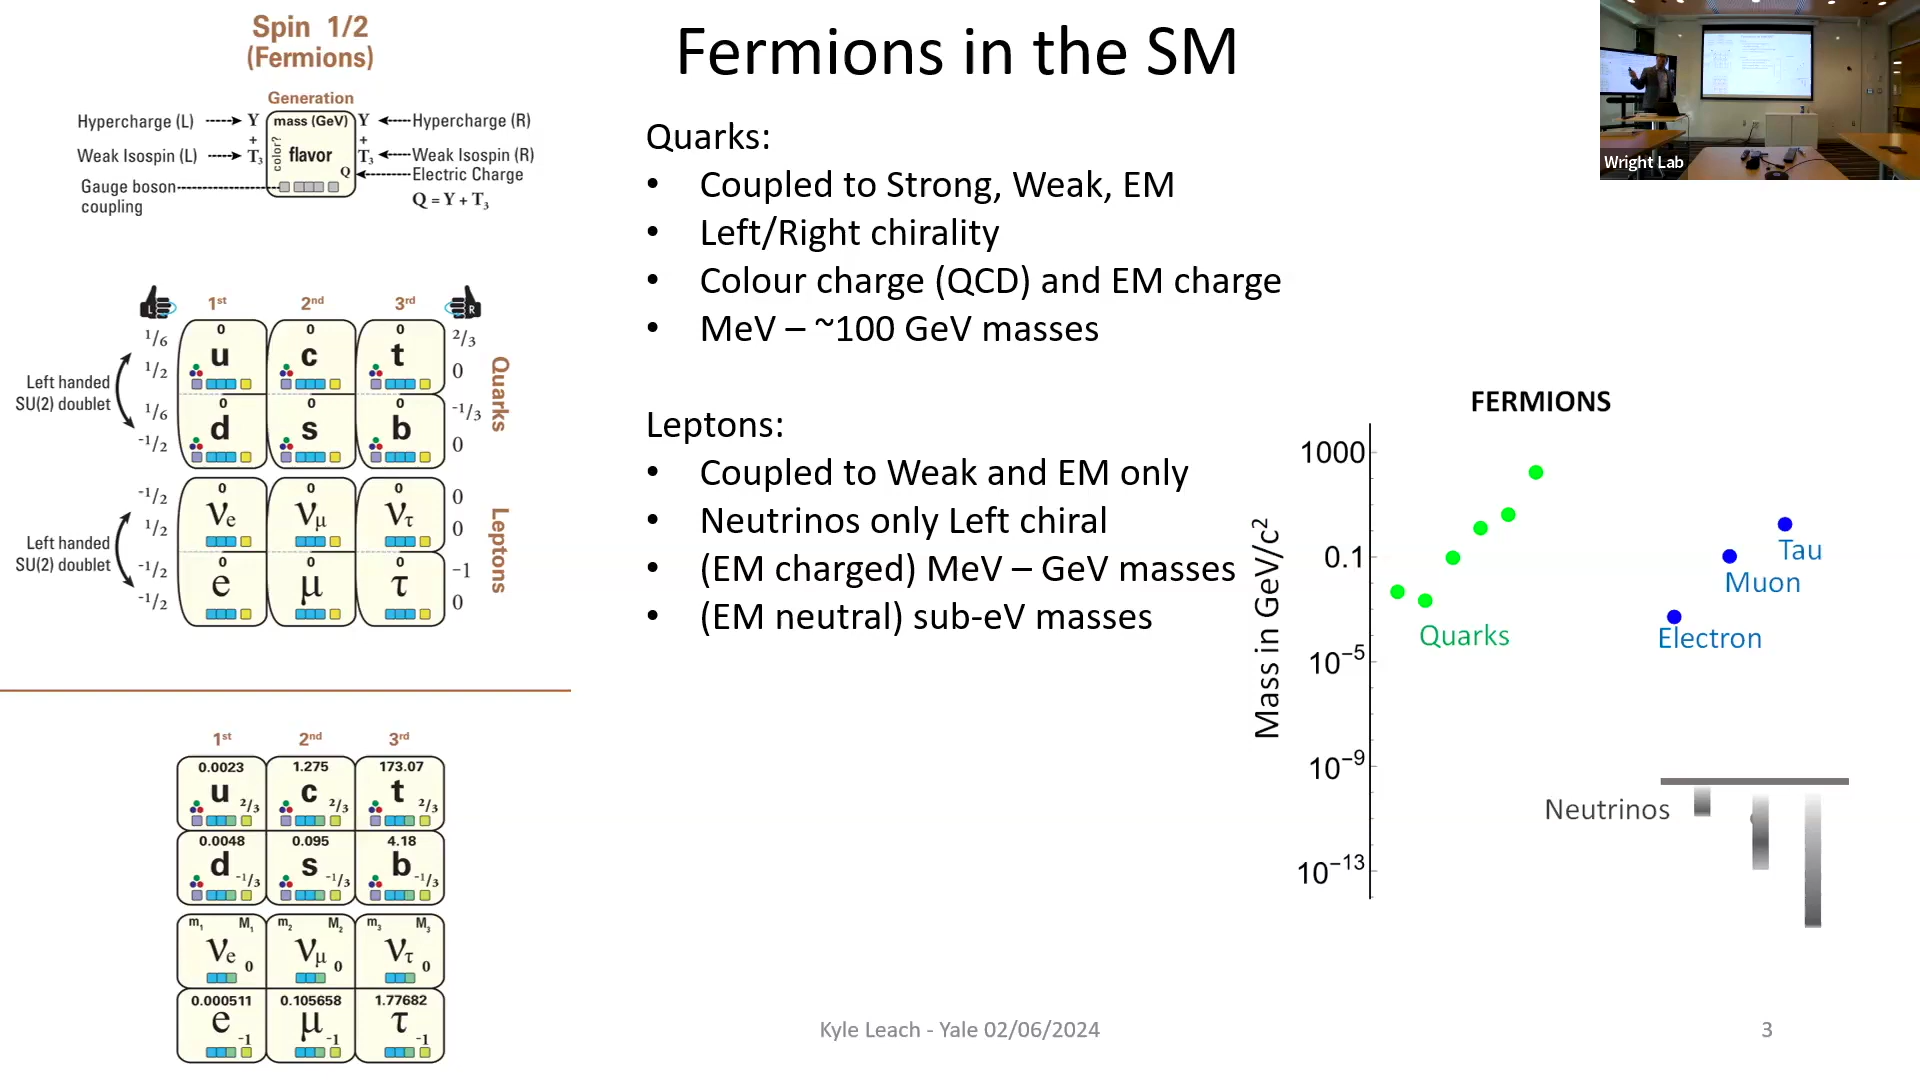 Fermions in the SM
Spin 1/2
(Fermions)
Generation
Hypercharge (L)
Y
mass (GeV)
Y
Hypercharge (R)
+
+
color?
Weak Isospin (L)
T3
flavor
T3
Weak Isospin (R)
Q
Electric Charge
Gauge boson
coupling
Q = Y + T3
L
1st
2nd
3rd
R
1/6
0
0
0
2/3
u
c
t
1/2
0
Left handed
SU(2) doublet
1/6
0
0
0
-1/3
d
s
b
-1/2
0
Quarks
-1/2
0
0
0
0
νe
νμ
ντ
1/2
0
Left handed
SU(2) doublet
-1/2
0
0
0
-1
e
μ
τ
-1/2
0
Leptons
1st
2nd
3rd
0.0023
1.275
173.07
u 2/3
c 2/3
t 2/3
0.0048
0.095
4.18
d -1/3
s -1/3
b -1/3
m1 M1
m2 M2
m3 M3
νe 0
νμ 0
ντ 0
0.000511
0.105658
1.77682
e -1
μ -1
τ -1
Quarks:
• Coupled to Strong, Weak, EM
• Left/Right chirality
• Colour charge (QCD) and EM charge
• MeV – ~100 GeV masses
Leptons:
• Coupled to Weak and EM only
• Neutrinos only Left chiral
• (EM charged) MeV – GeV masses
• (EM neutral) sub-eV masses
Wright Lab
FERMIONS
Mass in GeV/c2
1000
0.1
10−5
10−9
10−13
Quarks
Tau
Muon
Electron
Neutrinos
Kyle Leach - Yale 02/06/2024
3